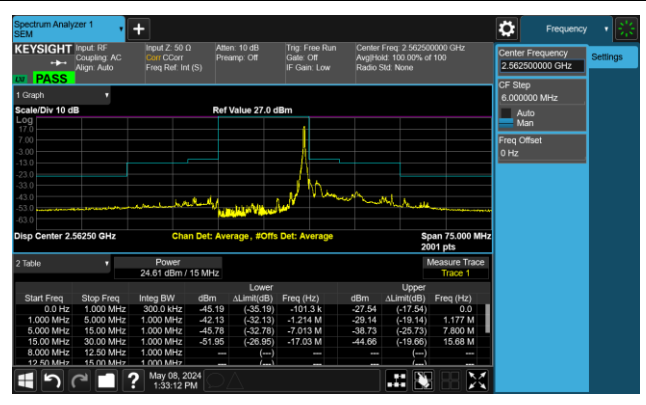 Spectrum Analyzer 1
SEM
Frequency
KEYSIGHT Input: RF Input Z: 50 Ω Atten: 10 dB Trig: Free Run Center Freq: 2.562500000 GHz
Coupling: AC Corr CCorr Preamp: Off Gate: Off Avg|Hold: 100.00% of 100
Align: Auto Freq Ref: Int (S) IF Gain: Low Radio Std: None
PASS
Center Frequency
2.562500000 GHz
Settings
CF Step
6.000000 MHz
Auto
Man
Freq Offset
0 Hz
1 Graph
Scale/Div 10 dB Ref Value 27.0 dBm
Log
17.0
7.00
-3.00
-13.0
-23.0
-33.0
-43.0
-53.0
-63.0
Disp Center 2.56250 GHz Chan Det: Average, #Offs Det: Average Span 75.000 MHz
2001 pts
2 Table Power Measure Trace
24.61 dBm / 15 MHz Trace 1
Lower Upper
Start Freq Stop Freq Integ BW dBm ΔLimit(dB) Freq (Hz) dBm ΔLimit(dB) Freq (Hz)
0.0 Hz 1.000 MHz 300.0 kHz -45.19 (-35.19) -101.3 k -27.54 (-17.54) 0.0
1.000 MHz 5.000 MHz 1.000 MHz -42.13 (-32.13) -1.214 M -29.14 (-19.14) 1.177 M
5.000 MHz 15.00 MHz 1.000 MHz -45.78 (-32.78) -7.013 M -38.73 (-25.73) 7.800 M
15.00 MHz 30.00 MHz 1.000 MHz -51.95 (-26.95) -17.03 M -44.66 (-19.66) 15.68 M
8.000 MHz 12.50 MHz 1.000 MHz --- (---) --- --- (---) ---
12.50 MHz 15.00 MHz 1.000 MHz --- (---) --- --- (---) ---
May 08, 2024
1:33:12 PM